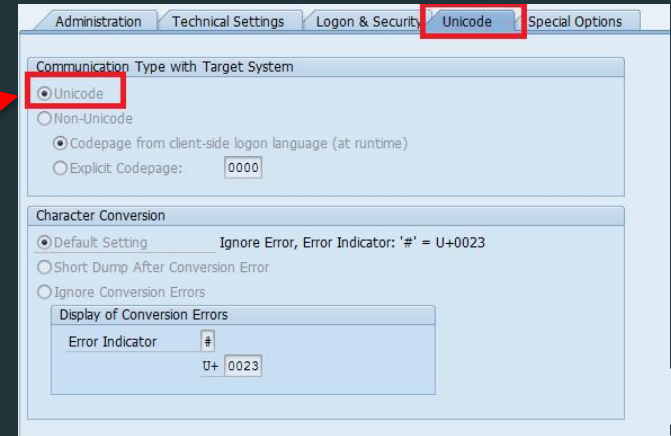 Administration Technical Settings Logon & Security Unicode Special Options
Communication Type with Target System
Unicode
Non-Unicode
Codepage from client-side logon language (at runtime)
Explicit Codepage: 0000
Character Conversion
Default Setting Ignore Error, Error Indicator: '#' = U+0023
Short Dump After Conversion Error
Ignore Conversion Errors
Display of Conversion Errors
Error Indicator #
U+ 0023